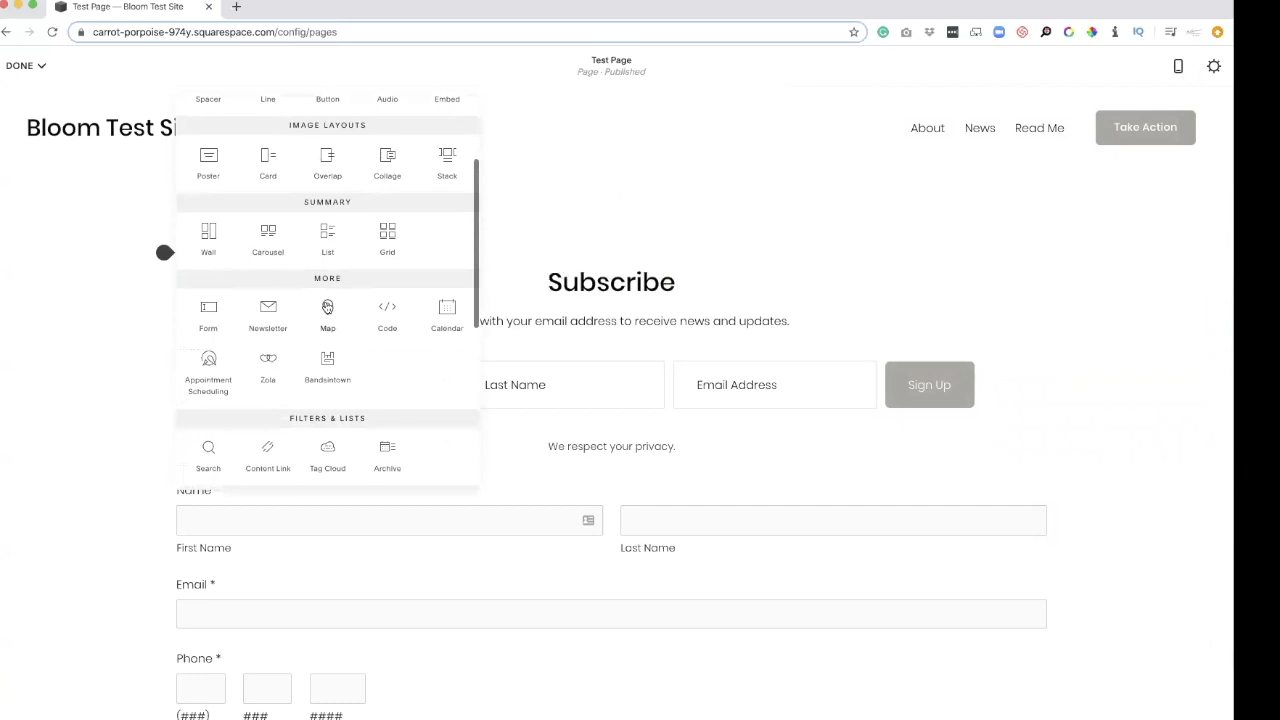 Test Page — Bloom Test Site
carrot-porpoise-974y.squarespace.com/config/pages
DONE
Test Page
Page · Published
Bloom Test Si
About News Read Me Take Action
Spacer Line Button Audio Embed
IMAGE LAYOUTS
Poster Card Overlap Collage Stack
SUMMARY
Wall Carousel List Grid
MORE
Form Newsletter Map Code Calendar
Appointment Scheduling Zola Bandsintown
FILTERS & LISTS
Search Content Link Tag Cloud Archive
Subscribe
with your email address to receive news and updates.
Last Name Email Address Sign Up
We respect your privacy.
Name
First Name Last Name
Email *
Phone *
(###) ### ####